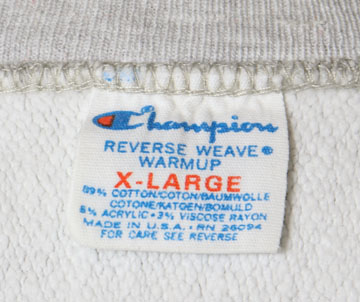 Champion
REVERSE WEAVE®
WARMUP
X-LARGE
89% COTTON/COTON/BAUMWOLLE
COTONE/KATOEN/BOMULD
8% ACRYLIC•3% VISCOSE RAYON
MADE IN U.S.A.•RN 26094
FOR CARE SEE REVERSE